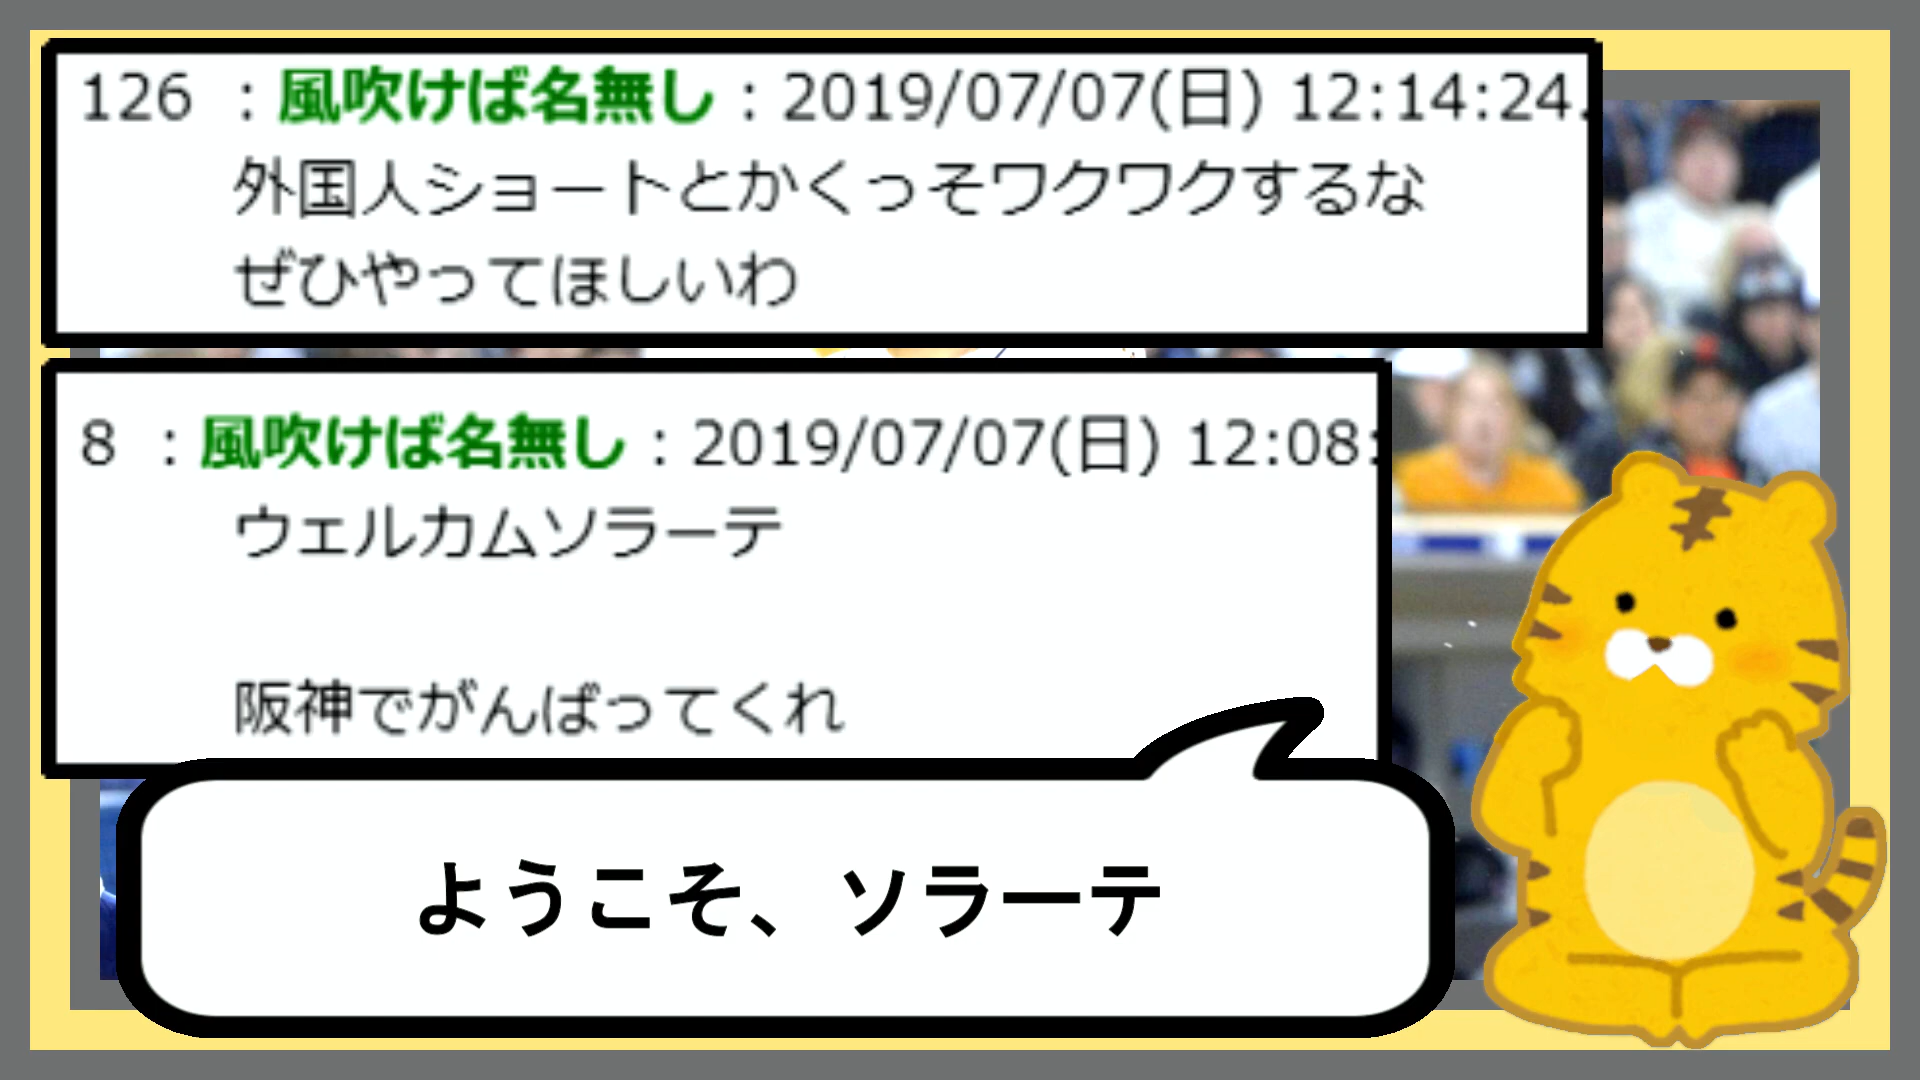 126 : 風吹けば名無し : 2019/07/07(日) 12:14:24.
外国人ショートとかくっそワクワクするな
ぜひやってほしいわ
8 : 風吹けば名無し : 2019/07/07(日) 12:08:
ウェルカムソラーテ
阪神でがんばってくれ
ようこそ、ソラーテ